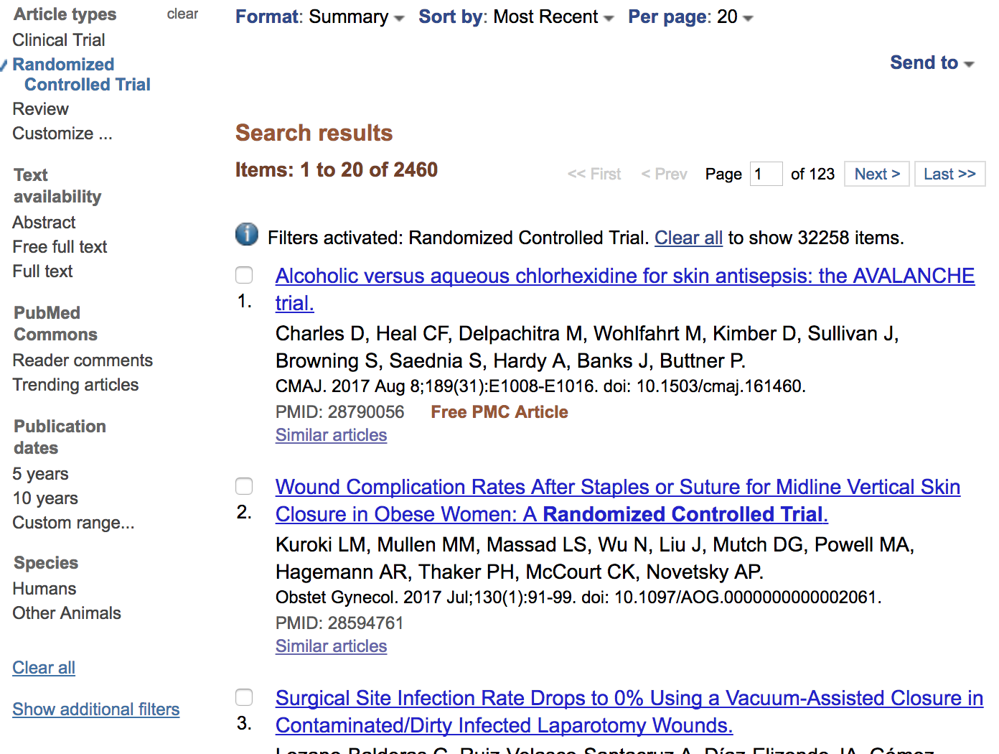 Article types clear
Clinical Trial
Randomized
Controlled Trial
Review
Customize ...
Text
availability
Abstract
Free full text
Full text
PubMed
Commons
Reader comments
Trending articles
Publication
dates
5 years
10 years
Custom range...
Species
Humans
Other Animals
Clear all
Show additional filters
Format: Summary Sort by: Most Recent Per page: 20
Send to
Search results
Items: 1 to 20 of 2460
<< First < Prev Page 1 of 123 Next > Last >>
Filters activated: Randomized Controlled Trial. Clear all to show 32258 items.
Alcoholic versus aqueous chlorhexidine for skin antisepsis: the AVALANCHE
1. trial.
Charles D, Heal CF, Delpachitra M, Wohlfahrt M, Kimber D, Sullivan J,
Browning S, Saednia S, Hardy A, Banks J, Buttner P.
CMAJ. 2017 Aug 8;189(31):E1008-E1016. doi: 10.1503/cmaj.161460.
PMID: 28790056 Free PMC Article
Similar articles
Wound Complication Rates After Staples or Suture for Midline Vertical Skin
2. Closure in Obese Women: A Randomized Controlled Trial.
Kuroki LM, Mullen MM, Massad LS, Wu N, Liu J, Mutch DG, Powell MA,
Hagemann AR, Thaker PH, McCourt CK, Novetsky AP.
Obstet Gynecol. 2017 Jul;130(1):91-99. doi: 10.1097/AOG.0000000000002061.
PMID: 28594761
Similar articles
Surgical Site Infection Rate Drops to 0% Using a Vacuum-Assisted Closure in
3. Contaminated/Dirty Infected Laparotomy Wounds.
Lozano-Balderas G, Ruiz-Velasco-Santacruz A, Díaz-Elizondo JA, Gómez